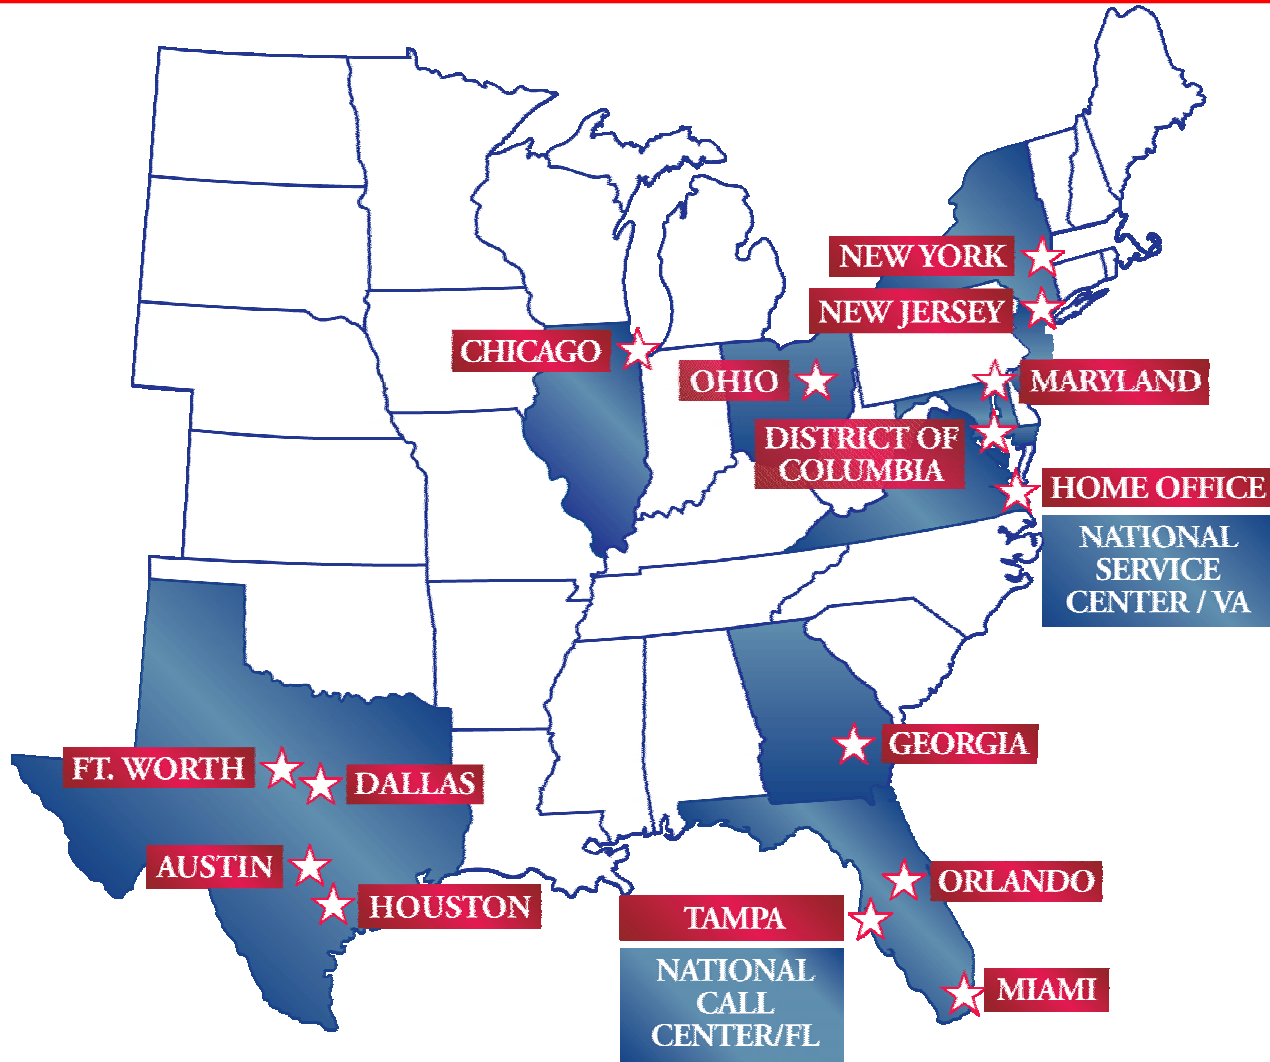 NEW YORK
NEW JERSEY
CHICAGO
OHIO
MARYLAND
DISTRICT OF
COLUMBIA
HOME OFFICE
NATIONAL
SERVICE
CENTER / VA
FT. WORTH
DALLAS
GEORGIA
AUSTIN
HOUSTON
ORLANDO
TAMPA
NATIONAL
CALL
CENTER/FL
MIAMI